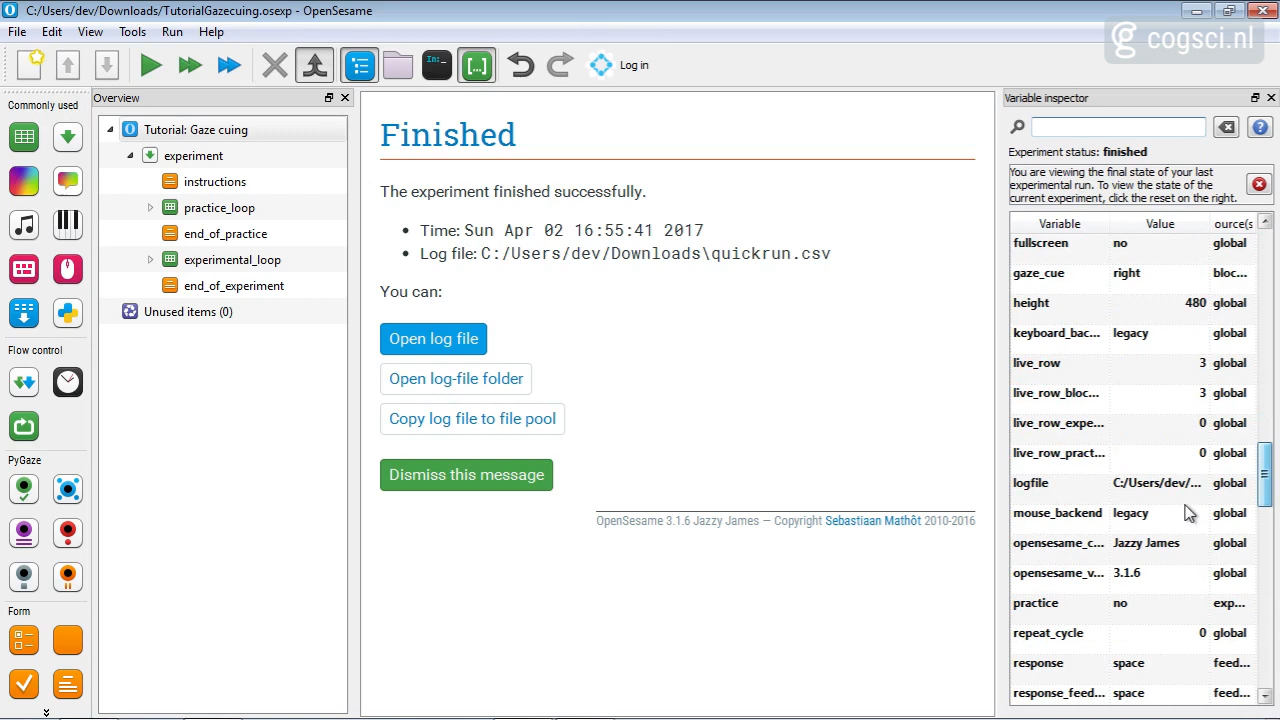 C:/Users/dev/Downloads/TutorialGazecuing.osexp - OpenSesame
File Edit View Tools Run Help
cogsci.nl
In:_
[...]
Log in
Commonly used
Overview
Variable inspector
Tutorial: Gaze cuing
experiment
instructions
practice_loop
end_of_practice
experimental_loop
end_of_experiment
Unused items (0)
Flow control
PyGaze
Form
Finished
The experiment finished successfully.
Time: Sun Apr 02 16:55:41 2017
Log file: C:/Users/dev/Downloads\quickrun.csv
You can:
Open log file
Open log-file folder
Copy log file to file pool
Dismiss this message
OpenSesame 3.1.6 Jazzy James — Copyright Sebastiaan Mathôt 2010-2016
Experiment status: finished
You are viewing the final state of your last
experimental run. To view the state of the
current experiment, click the reset on the right.
Variable Value ource(s
fullscreen no global
gaze_cue right bloc...
height 480 global
keyboard_bac... legacy global
live_row 3 global
live_row_bloc... 3 global
live_row_expe... 0 global
live_row_pract... 0 global
logfile C:/Users/dev/... global
mouse_backend legacy global
opensesame_c... Jazzy James global
opensesame_v... 3.1.6 global
practice no exp...
repeat_cycle 0 global
response space feed...
response_feed... space feed...